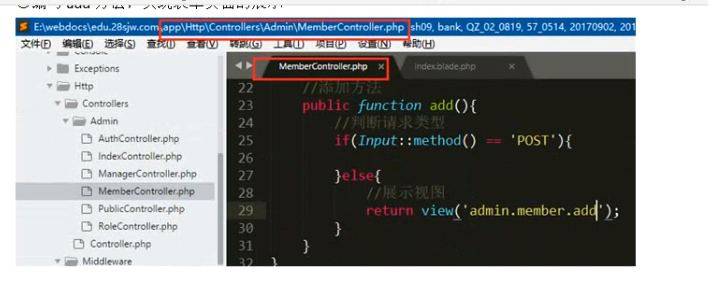 E:\webdocs\edu.28sjw.com\app\Http\Controllers\Admin\MemberController.php, sh09, bank, QZ_02_0819, 57_0514, 20170902, 201
文件(F) 编辑(E) 选择(S) 查找(I) 查看(V) 转到(G) 工具(T) 项目(P) 设置(N) 帮助(H)
Exceptions
Http
Controllers
Admin
AuthController.php
IndexController.php
ManagerController.php
MemberController.php
PublicController.php
RoleController.php
Controller.php
Middleware
MemberController.php × index.blade.php ×
22 //添加方法
23 public function add(){
24 //判断请求类型
25 if(Input::method() == 'POST'){
26
27 }else{
28 //展示视图
29 return view('admin.member.add');
30 }
31 }
32 }